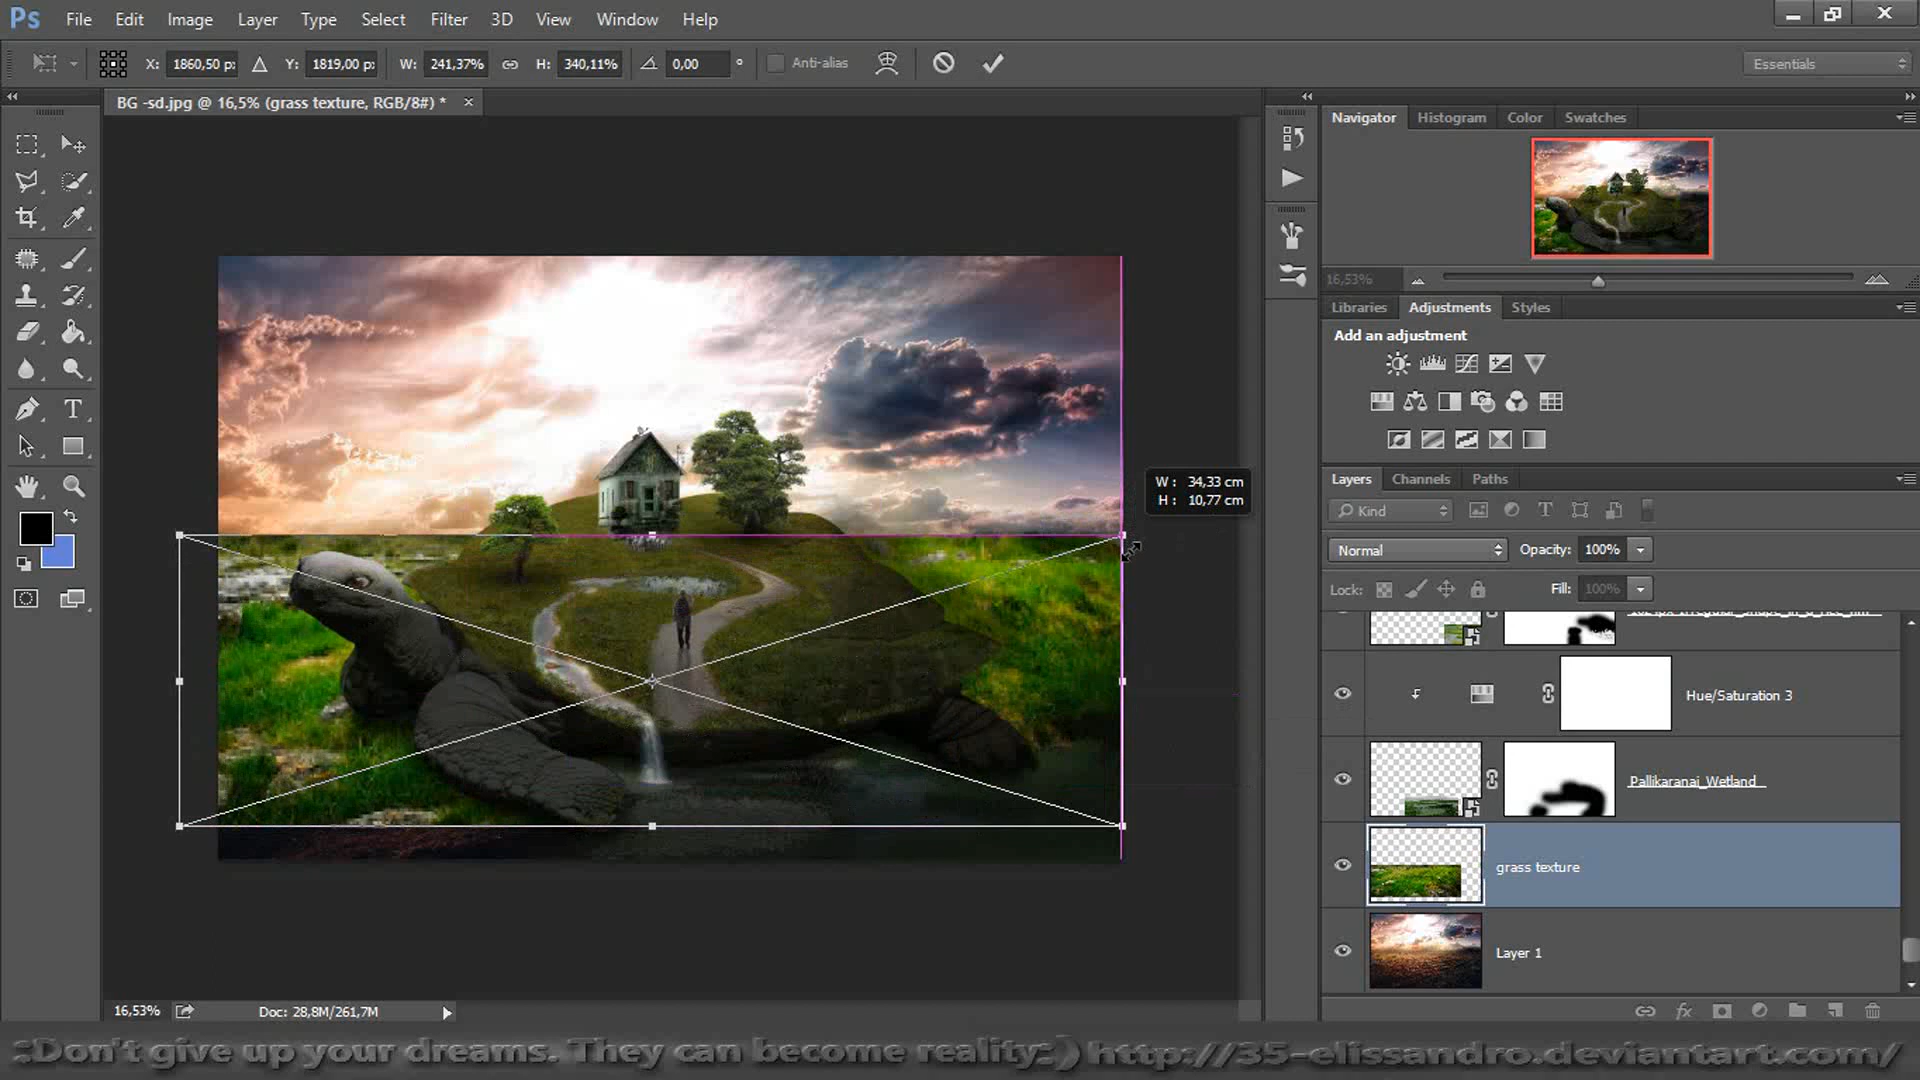 Ps File Edit Image Layer Type Select Filter 3D View Window Help
X: 1860,50 p: Y: 1819,00 p: W: 241,37% H: 340,11% 0,00 ° Anti-alias Essentials
BG -sd.jpg @ 16,5% (grass texture, RGB/8#) * ×
Navigator Histogram Color Swatches
16,53%
Libraries Adjustments Styles
Add an adjustment
W: 34,33 cm
H: 10,77 cm
Layers Channels Paths
Kind
Normal Opacity: 100%
Lock: Fill: 100%
Hue/Saturation 3
Pallikaranai_Wetland
grass texture
Layer 1
16,53% Doc: 28,8M/261,7M
::Don't give up your dreams. They can become reality::) http://35-elissandro.deviantart.com/